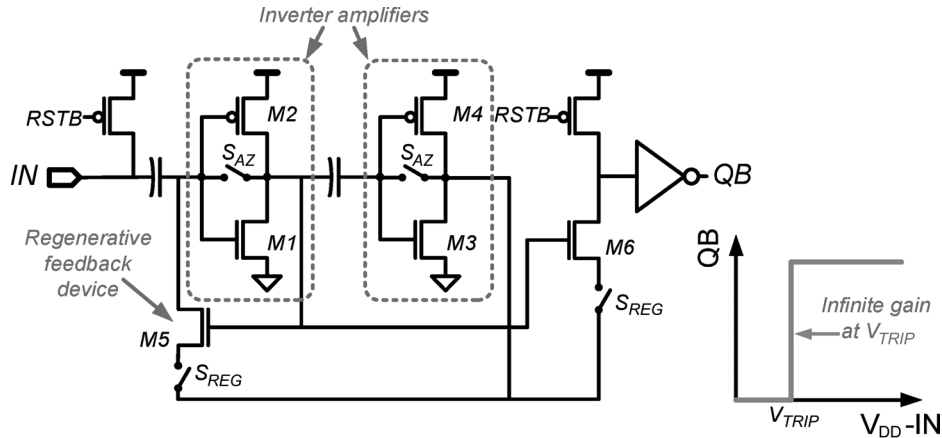 Inverter amplifiers
RSTB
M2
M4
RSTB
IN
S_AZ
S_AZ
QB
Regenerative
feedback
device
M1
M3
M6
M5
S_REG
S_REG
QB
Infinite gain
at V_TRIP
V_TRIP
V_DD-IN